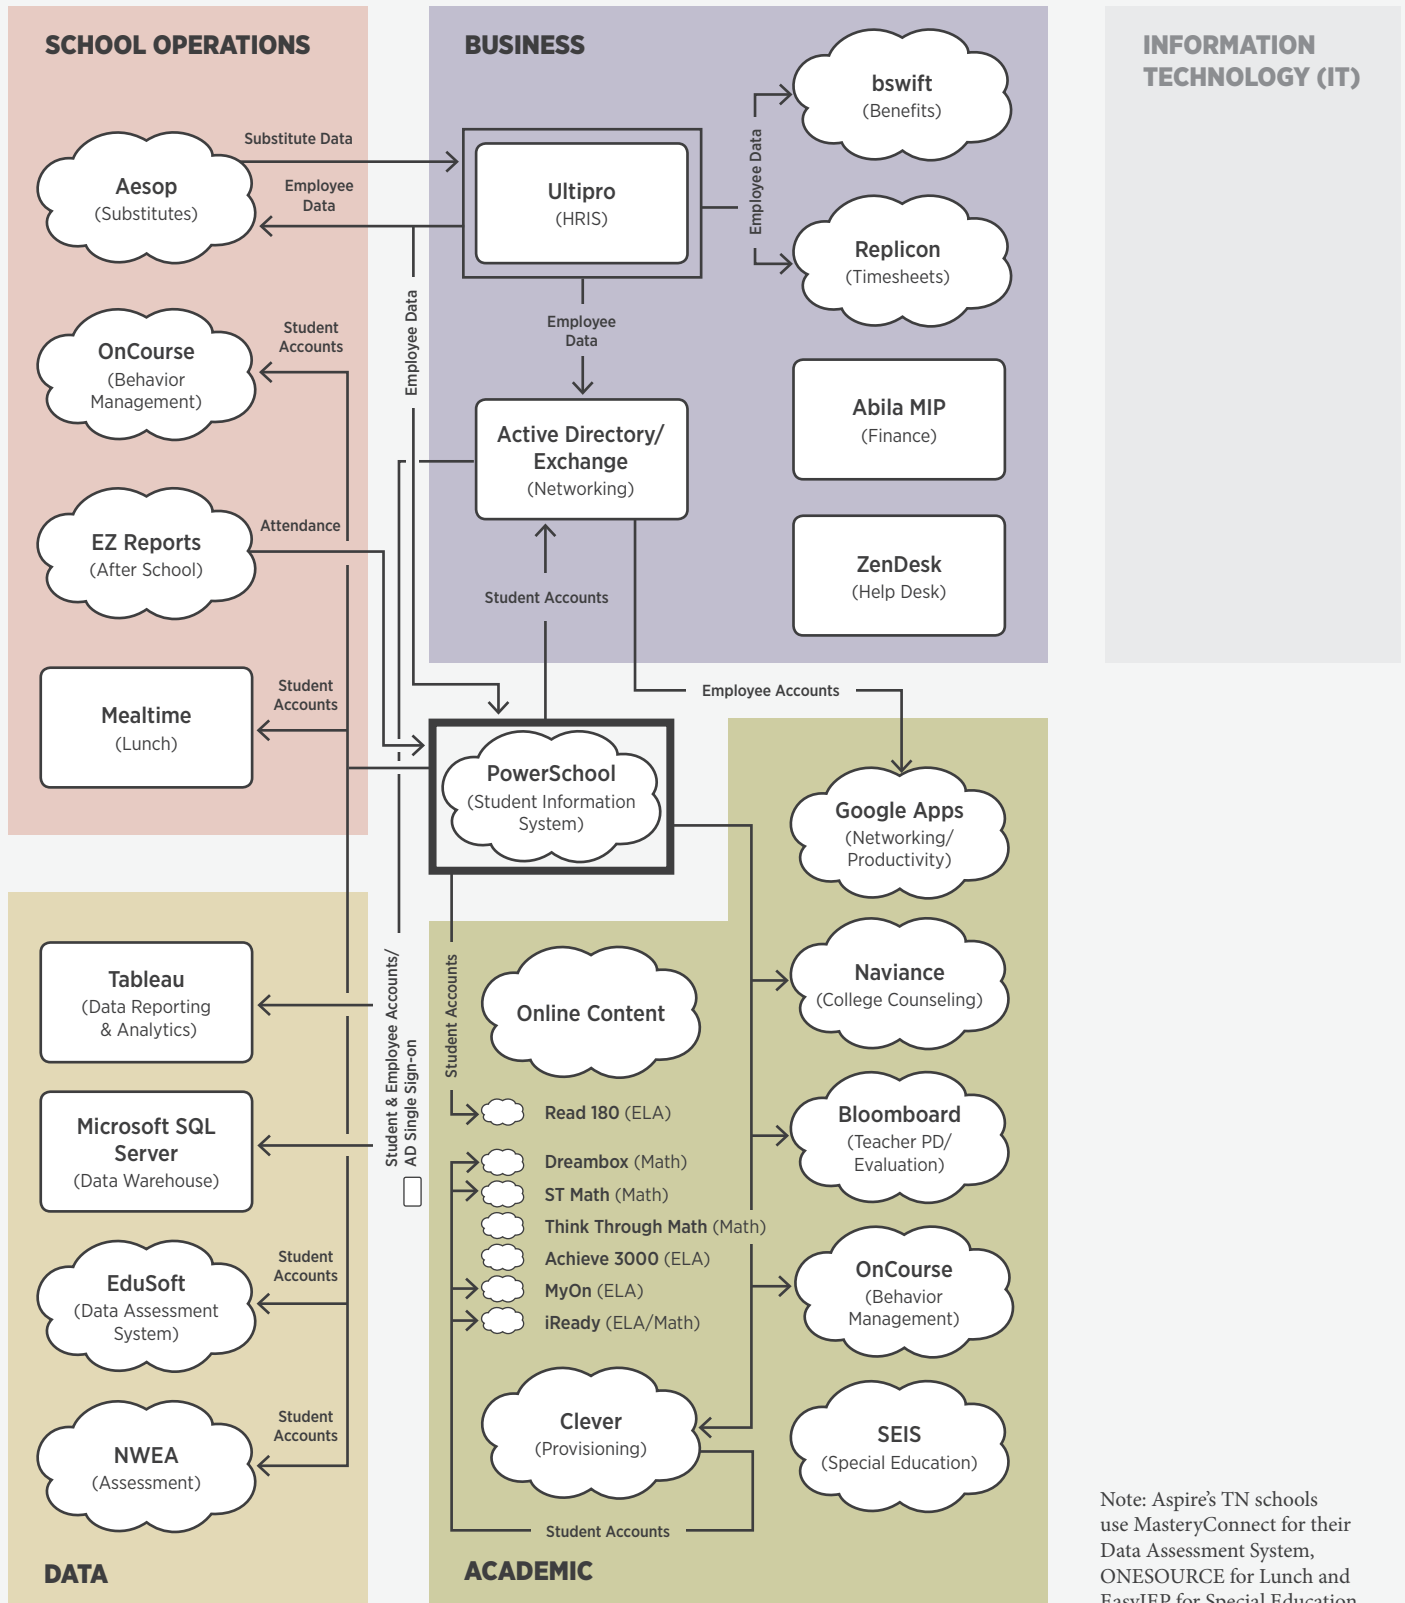 SCHOOL OPERATIONS
Substitute Data
Aesop
(Substitutes)
Employee
Data
OnCourse
(Behavior
Management)
Student
Accounts
EZ Reports
(After School)
Attendance
Mealtime
(Lunch)
Student
Accounts
Employee Data
BUSINESS
Ultipro
(HRIS)
Employee Data
bswift
(Benefits)
Replicon
(Timesheets)
Employee
Data
Active Directory/
Exchange
(Networking)
Abila MIP
(Finance)
ZenDesk
(Help Desk)
Student Accounts
Employee Accounts
INFORMATION
TECHNOLOGY (IT)
PowerSchool
(Student Information
System)
Tableau
(Data Reporting
& Analytics)
Microsoft SQL
Server
(Data Warehouse)
EduSoft
(Data Assessment
System)
Student
Accounts
NWEA
(Assessment)
Student
Accounts
DATA
Student & Employee Accounts/
AD Single Sign-on
Student Accounts
Online Content
Read 180 (ELA)
Dreambox (Math)
ST Math (Math)
Think Through Math (Math)
Achieve 3000 (ELA)
MyOn (ELA)
iReady (ELA/Math)
Clever
(Provisioning)
Student Accounts
ACADEMIC
Google Apps
(Networking/
Productivity)
Naviance
(College Counseling)
Bloomboard
(Teacher PD/
Evaluation)
OnCourse
(Behavior
Management)
SEIS
(Special Education)
Note: Aspire’s TN schools
use MasteryConnect for their
Data Assessment System,
ONESOURCE for Lunch and
EasyIEP for Special Education